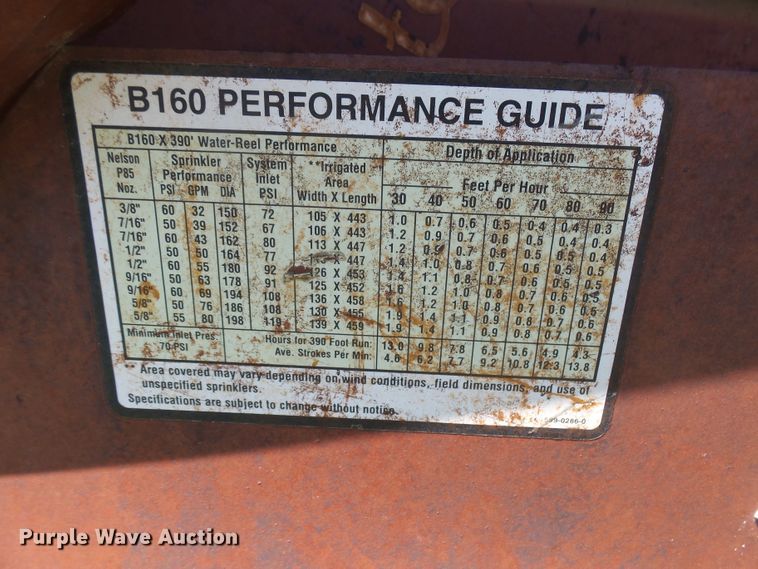 B160 PERFORMANCE GUIDE
B160 X 390' Water-Reel Performance Depth of Application
Nelson Sprinkler System **Irrigated
P85 Performance Inlet Area Feet Per Hour
Noz. PSI GPM DIA PSI Width X Length 30 40 50 60 70 80 90
3/8" 60 32 150 72 105 X 443 1.0 0.7 0.6 0.5 0.4 0.4 0.3
7/16" 50 39 152 67 106 X 443 1.2 0.9 0.7 0.6 0.5 0.4 0.4
7/16" 60 43 162 80 113 X 447 1.2 0.9 0.7 0.6 0.5 0.5 0.4
1/2" 50 50 164 77 X 447 1.4 1.0 0.8 0.7 0.6 0.5 0.5
1/2" 60 55 180 92 126 X 453 1.4 1.1 0.8 0.7 0.6 0.5 0.5
9/16" 50 63 178 91 125 X 452 1.6 1.2 1.0 0.8 0.7 0.6 0.5
9/16" 60 69 194 108 136 X 458 1.6 1.2 1.0 0.8 0.7 0.6 0.5
5/8" 50 76 186 108 130 X 455 1.9 1.4 1.1 0.9 0.8 0.7 0.6
5/8" 55 80 198 119 139 X 459 1.9 1.4 1.1 0.9 0.8 0.7 0.6
Minimum Inlet Pres. Hours for 390 Foot Run: 13.0 9.8 7.8 6.5 5.6 4.9 4.3
70 PSI Ave. Strokes Per Min: 4.6 6.2 7.7 9.2 10.8 12.3 13.8
* Area covered may vary depending on wind conditions, field dimensions, and use of
unspecified sprinklers.
Specifications are subject to change without notice.
Purple Wave Auction